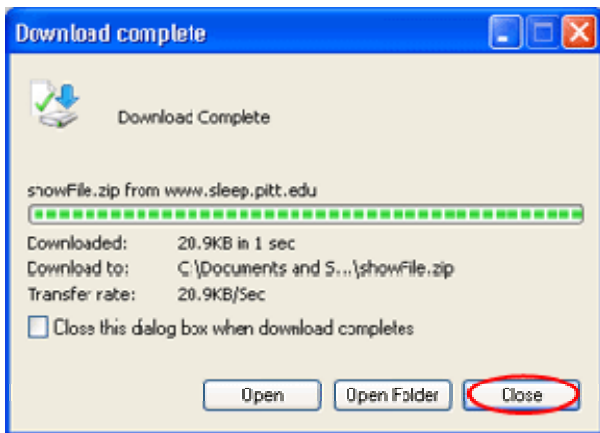 Download complete
Download Complete
showFile.zip from www.sleep.pitt.edu
Downloaded: 20.9KB in 1 sec
Download to: C:\Documents and S...\showFile.zip
Transfer rate: 20.9KB/Sec
Close this dialog box when download completes
Open Open Folder Close